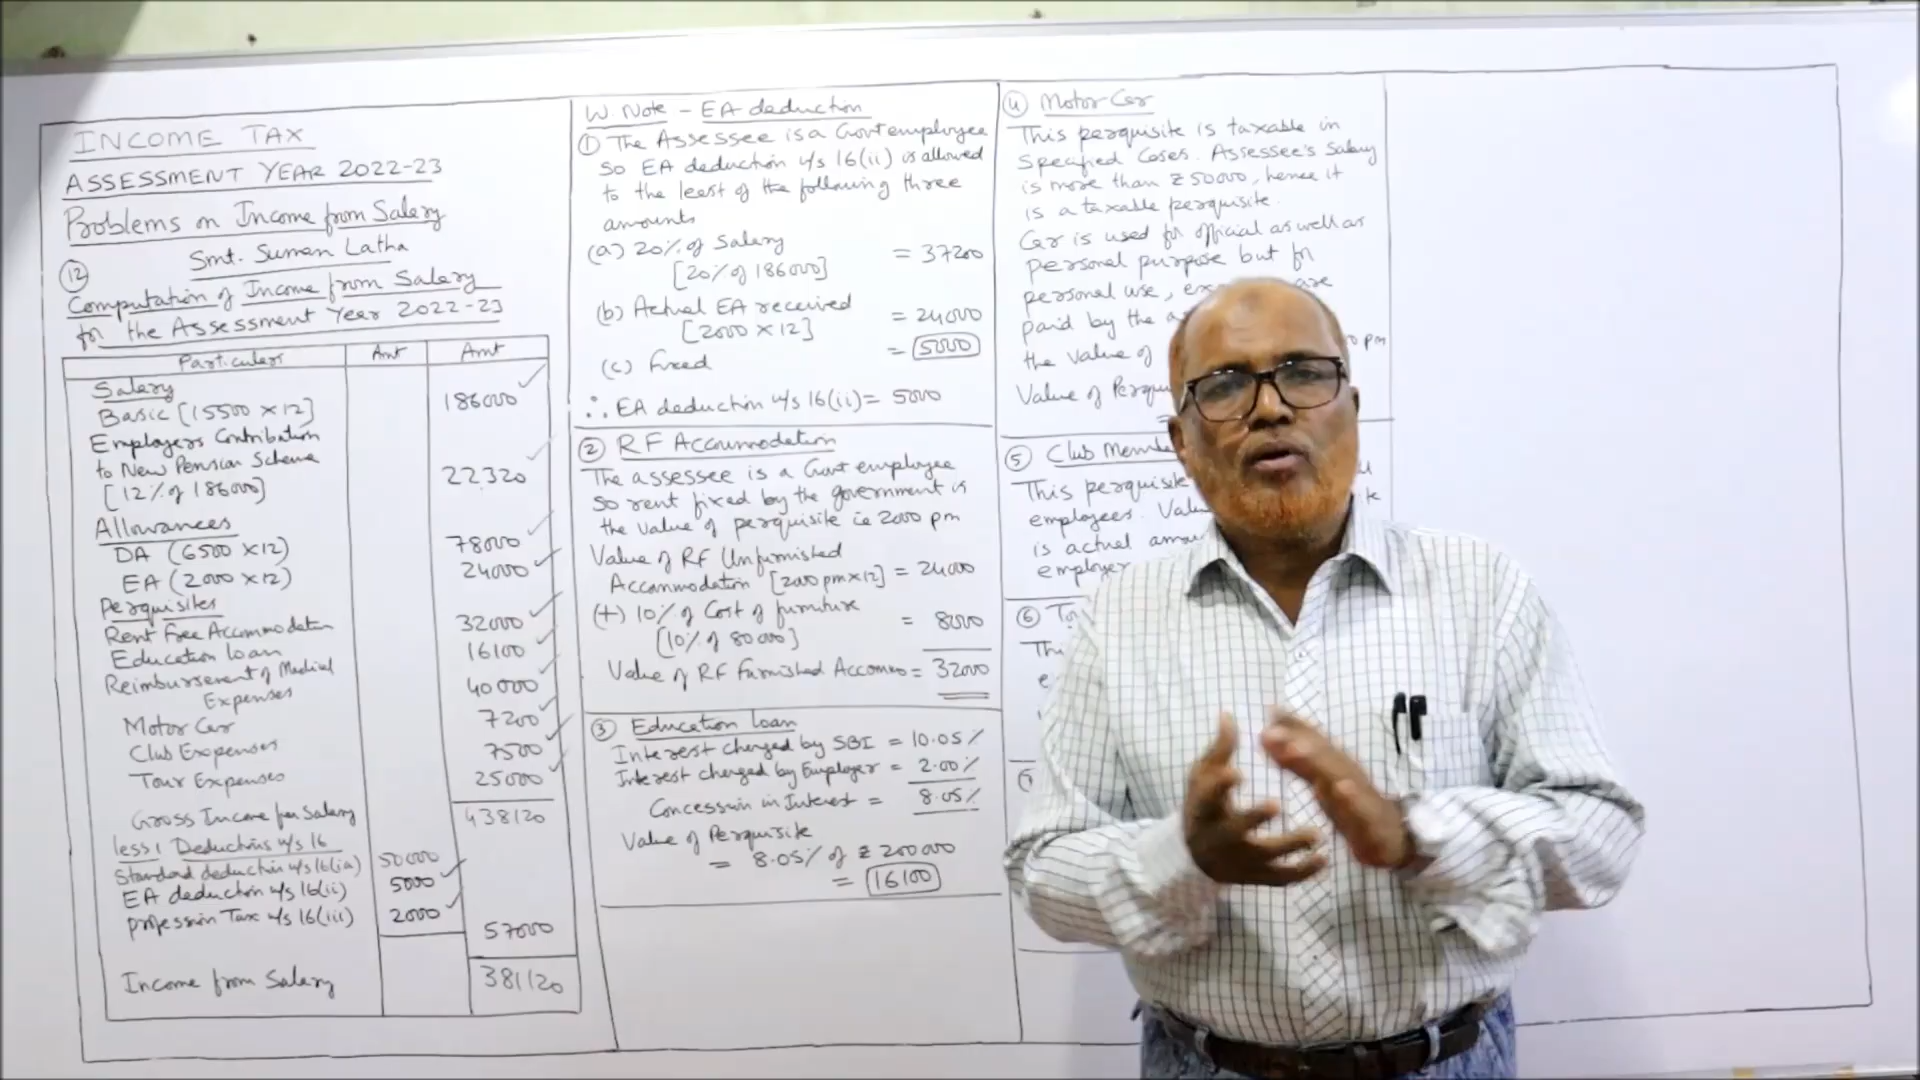 INCOME TAX
ASSESSMENT YEAR 2022-23
Problems on Income from Salary
(12) Smt. Suman Latha
Computation of Income from Salary
for the Assessment Year 2022-23
Particulars Amt Amt
Salary
Basic [15500 × 12] 186000 ✓
Employers Contribution
to New Pension Scheme
[12% of 186000] 22320
Allowances
DA (6500 × 12) 78000 ✓
EA (2000 × 12) 24000 ✓
Perquisites
Rent Free Accommodation 32000 ✓
Education loan 16100 ✓
Reimbursement of Medical
Expenses 40000 ✓
Motor Car 7200 ✓
Club Expenses 7500 ✓
Tour Expenses 25000 ✓
Gross Income from Salary 438120
less: Deductions u/s 16
Standard deduction u/s 16(ia) 50000 ✓
EA deduction u/s 16(ii) 5000 ✓
profession Tax u/s 16(iii) 2000 ✓ 57000
Income from Salary 381120
W. Note - EA deduction
(1) The Assessee is a Govt employee
so EA deduction u/s 16(ii) is allowed
to the least of the following three
amounts
(a) 20% of Salary = 37200
[20% of 186000]
(b) Actual EA received = 24000
[2000 × 12]
(c) Fixed = 5000
∴ EA deduction u/s 16(ii) = 5000
(2) RF Accommodation
The assessee is a Govt employee
so rent fixed by the government is
the value of perquisite ie 2000 pm
Value of RF Unfurnished
Accommodation [2000 pm × 12] = 24000
(+) 10% of Cost of furniture = 8000
[10% of 80000]
Value of RF Furnished Accommo = 32000
(3) Education loan
Interest charged by SBI = 10.05%
Interest charged by Employer = 2.00%
Concession in Interest = 8.05%
Value of Perquisite
= 8.05% of ₹ 200000
= 16100
(4) Motor Car
This perquisite is taxable in
Specified Cases. Assessee's salary
is more than ₹ 50000, hence it
is a taxable perquisite.
Car is used for official as well as
personal purpose but for
personal use, are
paid by the
the value of pm
Value of
(5) Club
This perquisite
employees.
is actual
employer
(6)